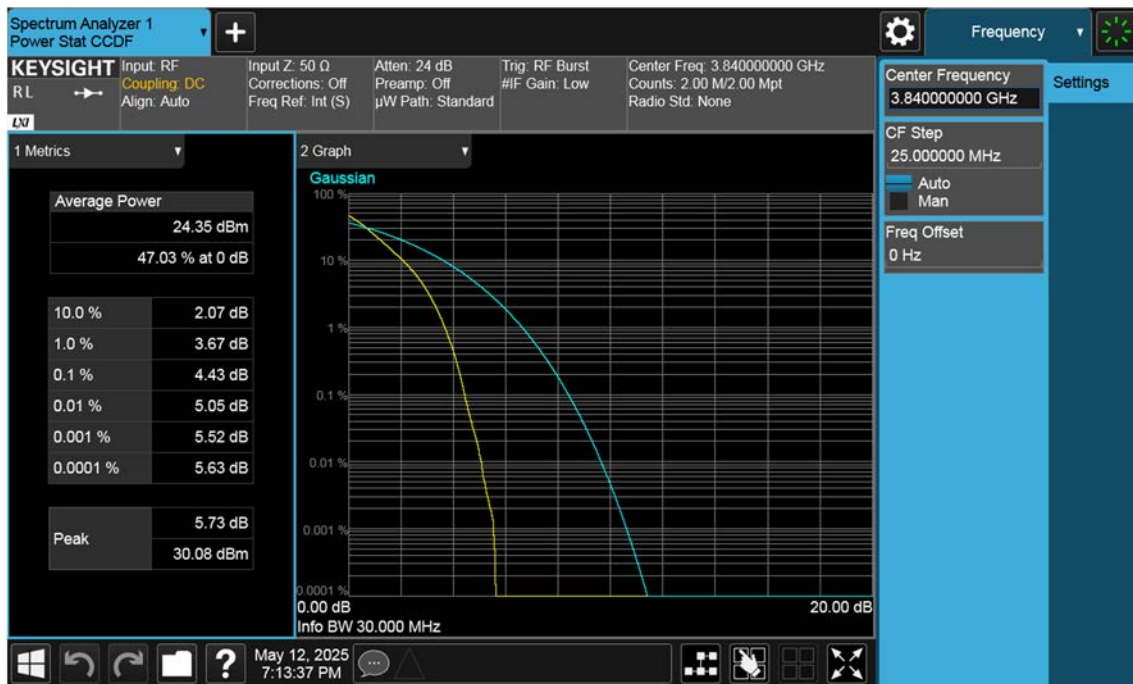 Spectrum Analyzer 1
Power Stat CCDF
+
Frequency
KEYSIGHT
RL
LXI
Input: RF
Coupling: DC
Align: Auto
Input Z: 50 Ω
Corrections: Off
Freq Ref: Int (S)
Atten: 24 dB
Preamp: Off
µW Path: Standard
Trig: RF Burst
#IF Gain: Low
Center Freq: 3.840000000 GHz
Counts: 2.00 M/2.00 Mpt
Radio Std: None
Center Frequency
3.840000000 GHz
Settings
CF Step
25.000000 MHz
Auto
Man
Freq Offset
0 Hz
1 Metrics
Average Power
24.35 dBm
47.03 % at 0 dB
10.0 % 2.07 dB
1.0 % 3.67 dB
0.1 % 4.43 dB
0.01 % 5.05 dB
0.001 % 5.52 dB
0.0001 % 5.63 dB
Peak
5.73 dB
30.08 dBm
2 Graph
Gaussian
100 %
10 %
1 %
0.1 %
0.01 %
0.001 %
0.0001 %
0.00 dB 20.00 dB
Info BW 30.000 MHz
?
May 12, 2025
7:13:37 PM